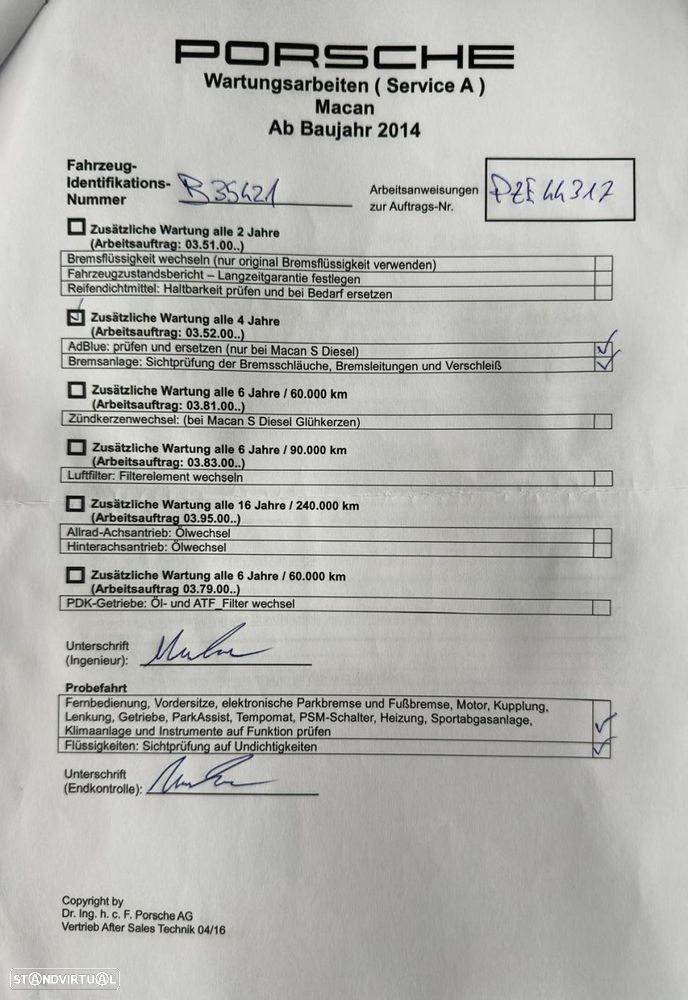 PORSCHE
Wartungsarbeiten ( Service A )
Macan
Ab Baujahr 2014
Fahrzeug-
Identifikations-
Nummer B35421
Arbeitsanweisungen
zur Auftrags-Nr. PZE44317
Zusätzliche Wartung alle 2 Jahre
(Arbeitsauftrag: 03.51.00..)
Bremsflüssigkeit wechseln (nur original Bremsflüssigkeit verwenden)
Fahrzeugzustandsbericht – Langzeitgarantie festlegen
Reifendichtmittel: Haltbarkeit prüfen und bei Bedarf ersetzen
Zusätzliche Wartung alle 4 Jahre
(Arbeitsauftrag: 03.52.00..)
AdBlue: prüfen und ersetzen (nur bei Macan S Diesel)
Bremsanlage: Sichtprüfung der Bremsschläuche, Bremsleitungen und Verschleiß
Zusätzliche Wartung alle 6 Jahre / 60.000 km
(Arbeitsauftrag: 03.81.00..)
Zündkerzenwechsel: (bei Macan S Diesel Glühkerzen)
Zusätzliche Wartung alle 6 Jahre / 90.000 km
(Arbeitsauftrag: 03.83.00..)
Luftfilter: Filterelement wechseln
Zusätzliche Wartung alle 16 Jahre / 240.000 km
(Arbeitsauftrag 03.95.00..)
Allrad-Achsantrieb: Ölwechsel
Hinterachsantrieb: Ölwechsel
Zusätzliche Wartung alle 6 Jahre / 60.000 km
(Arbeitsauftrag 03.79.00..)
PDK-Getriebe: Öl- und ATF_Filter wechsel
Unterschrift
(Ingenieur):
Probefahrt
Fernbedienung, Vordersitze, elektronische Parkbremse und Fußbremse, Motor, Kupplung,
Lenkung, Getriebe, ParkAssist, Tempomat, PSM-Schalter, Heizung, Sportabgasanlage,
Klimaanlage und Instrumente auf Funktion prüfen
Flüssigkeiten: Sichtprüfung auf Undichtigkeiten
Unterschrift
(Endkontrolle):
Copyright by
Dr. Ing. h. c. F. Porsche AG
Vertrieb After Sales Technik 04/16
STANDVIRTUAL